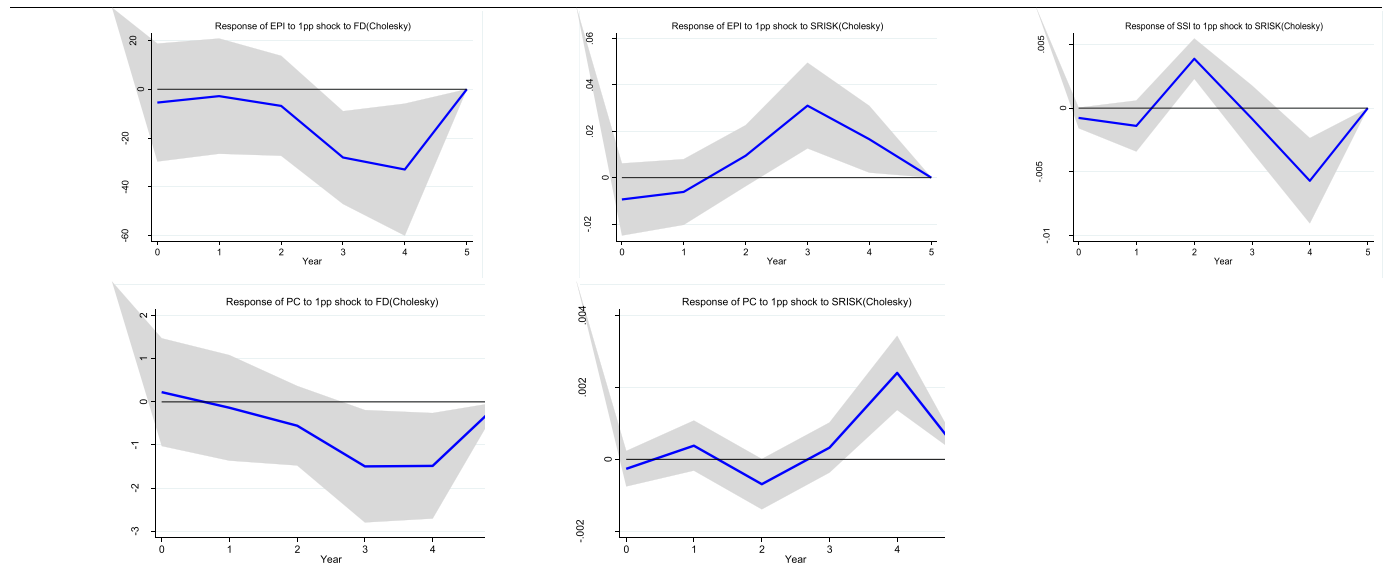 Response of EPI to 1pp shock to FD(Cholesky)
20
0
-20
-40
-60
0 1 2 3 4 5
Year
Response of EPI to 1pp shock to SRISK(Cholesky)
.06
.04
.02
0
-.02
0 1 2 3 4 5
Year
Response of SSI to 1pp shock to SRISK(Cholesky)
.005
0
-.005
-.01
0 1 2 3 4 5
Year
Response of PC to 1pp shock to FD(Cholesky)
2
1
0
-1
-2
-3
0 1 2 3 4
Year
Response of PC to 1pp shock to SRISK(Cholesky)
.004
.002
0
-.002
0 1 2 3 4
Year